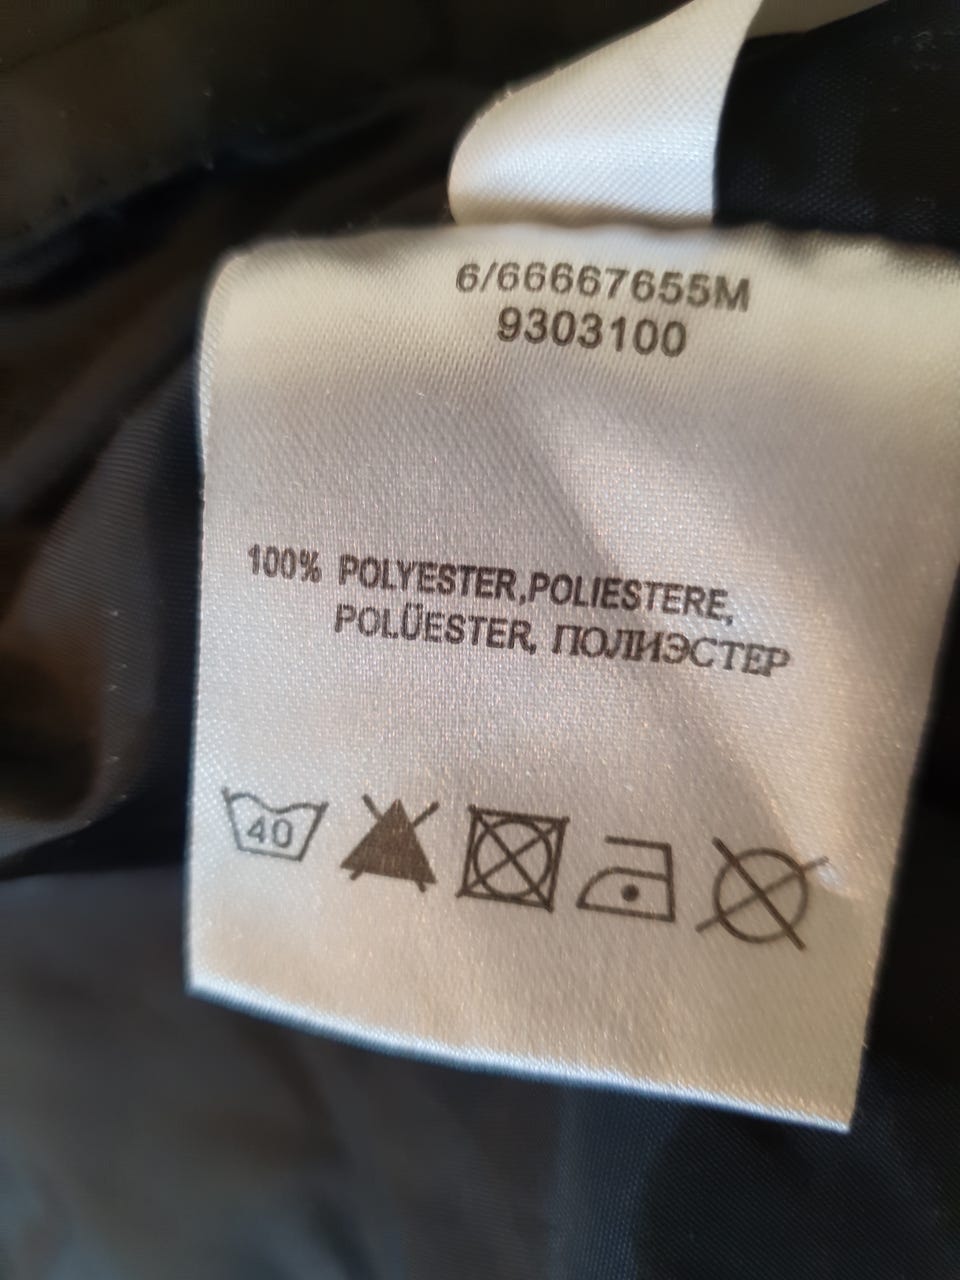 6/66667655M
9303100
100% POLYESTER,POLIESTERE,
POLÜESTER, ПОЛИЭСТЕР
40